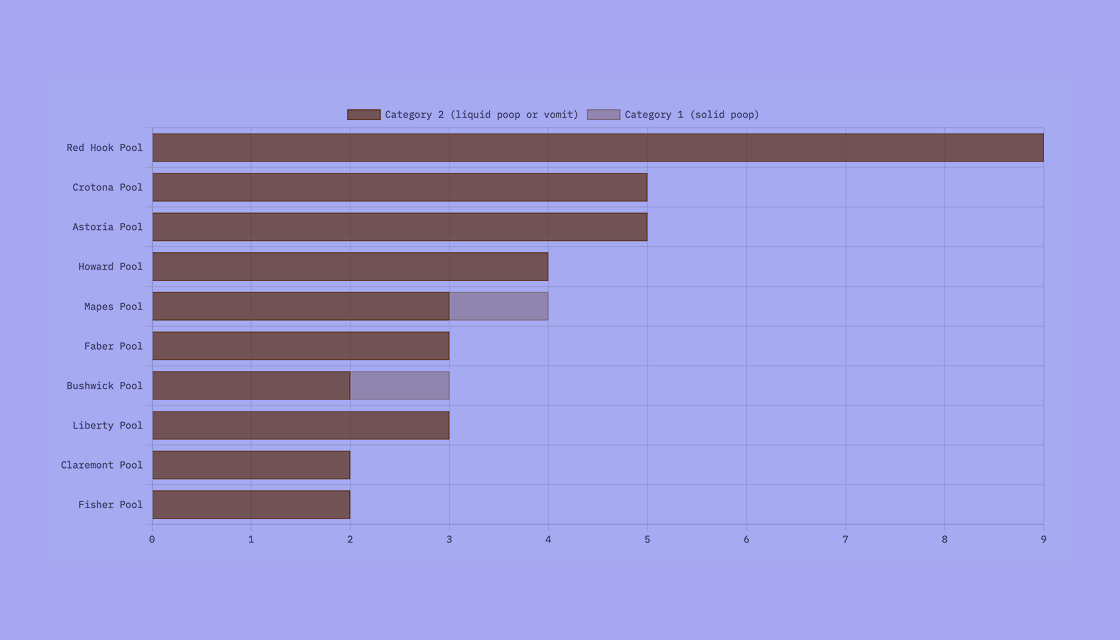 Category 2 (liquid poop or vomit) Category 1 (solid poop)
Red Hook Pool
Crotona Pool
Astoria Pool
Howard Pool
Mapes Pool
Faber Pool
Bushwick Pool
Liberty Pool
Claremont Pool
Fisher Pool
0 1 2 3 4 5 6 7 8 9